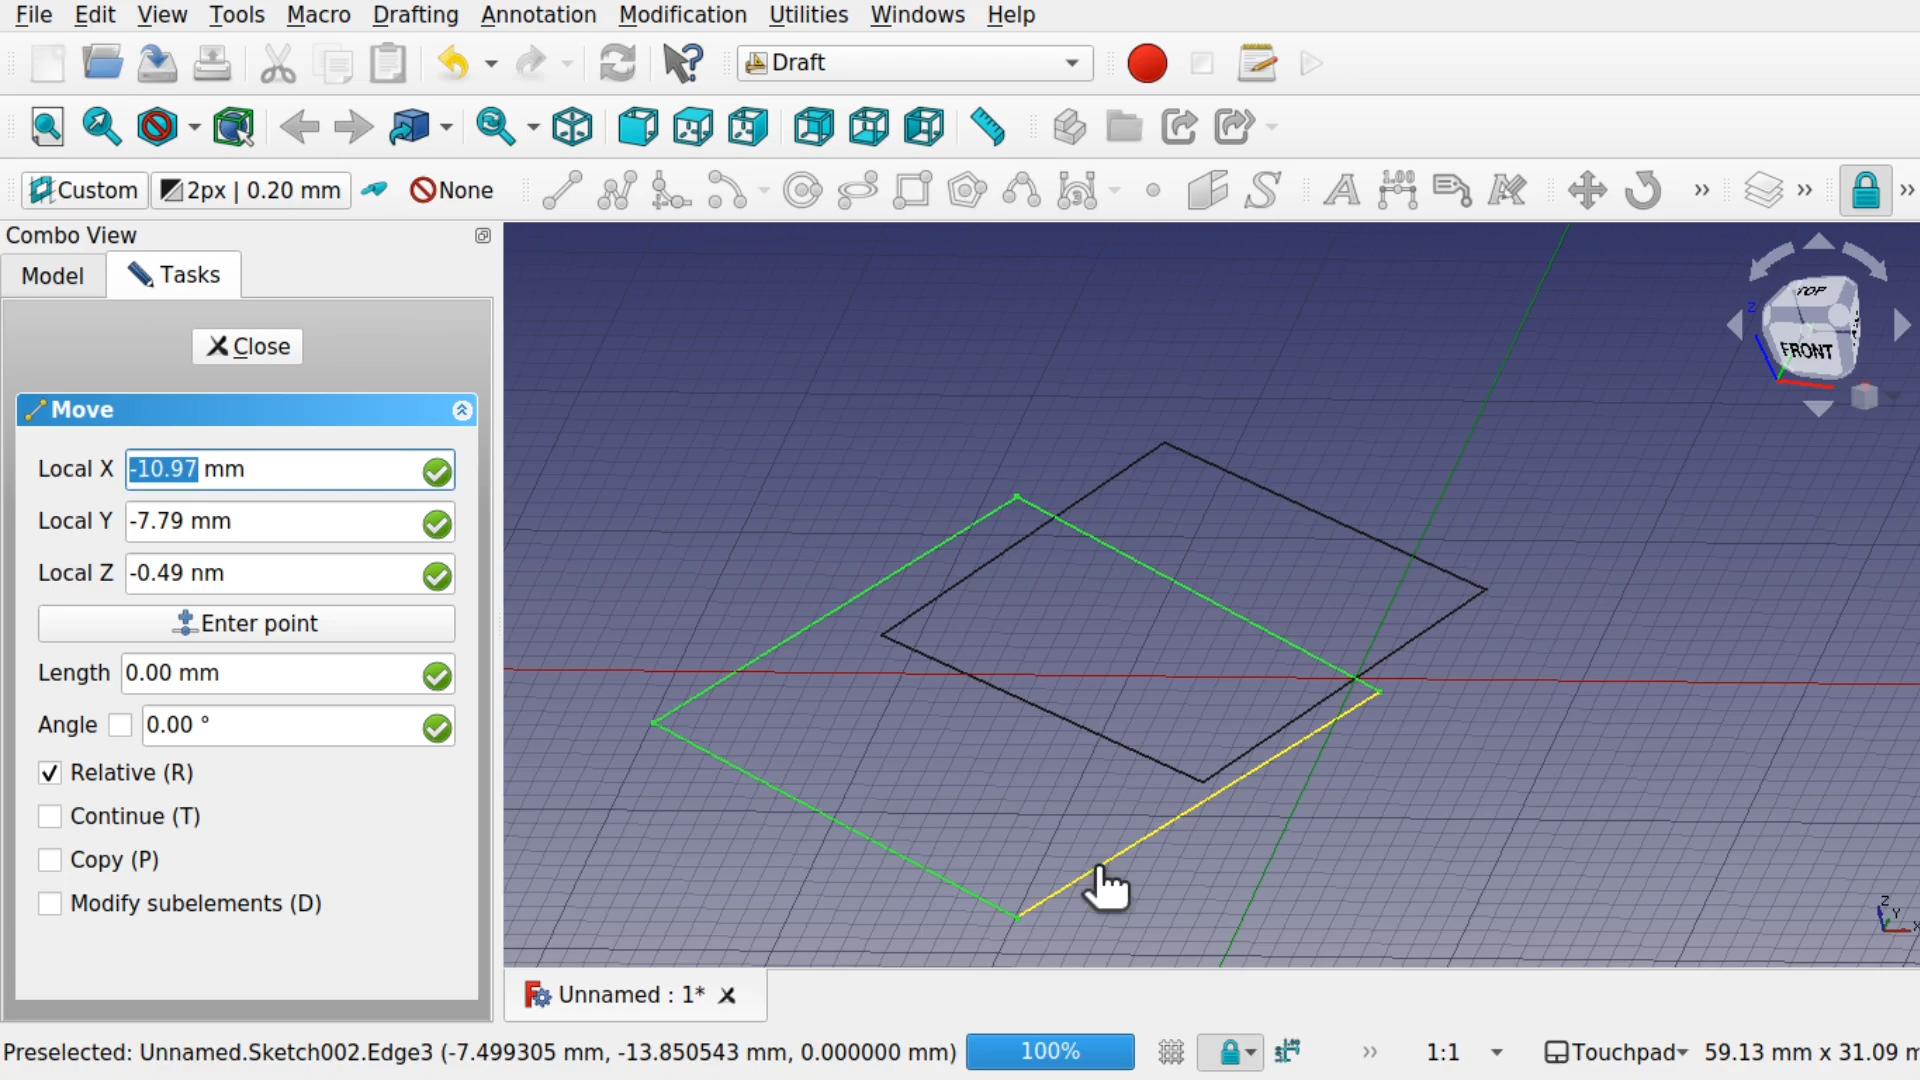 File Edit View Tools Macro Drafting Annotation Modification Utilities Windows Help
Draft
Custom 2px | 0.20 mm None
Combo View
Model Tasks
Close
Move
Local X -10.97 mm
Local Y -7.79 mm
Local Z -0.49 nm
Enter point
Length 0.00 mm
Angle 0.00 °
Relative (R)
Continue (T)
Copy (P)
Modify subelements (D)
TOP
FRONT
Z
Z
Y
X
Unnamed : 1*
Preselected: Unnamed.Sketch002.Edge3 (-7.499305 mm, -13.850543 mm, 0.000000 mm) 100% 1:1 Touchpad 59.13 mm x 31.09 m